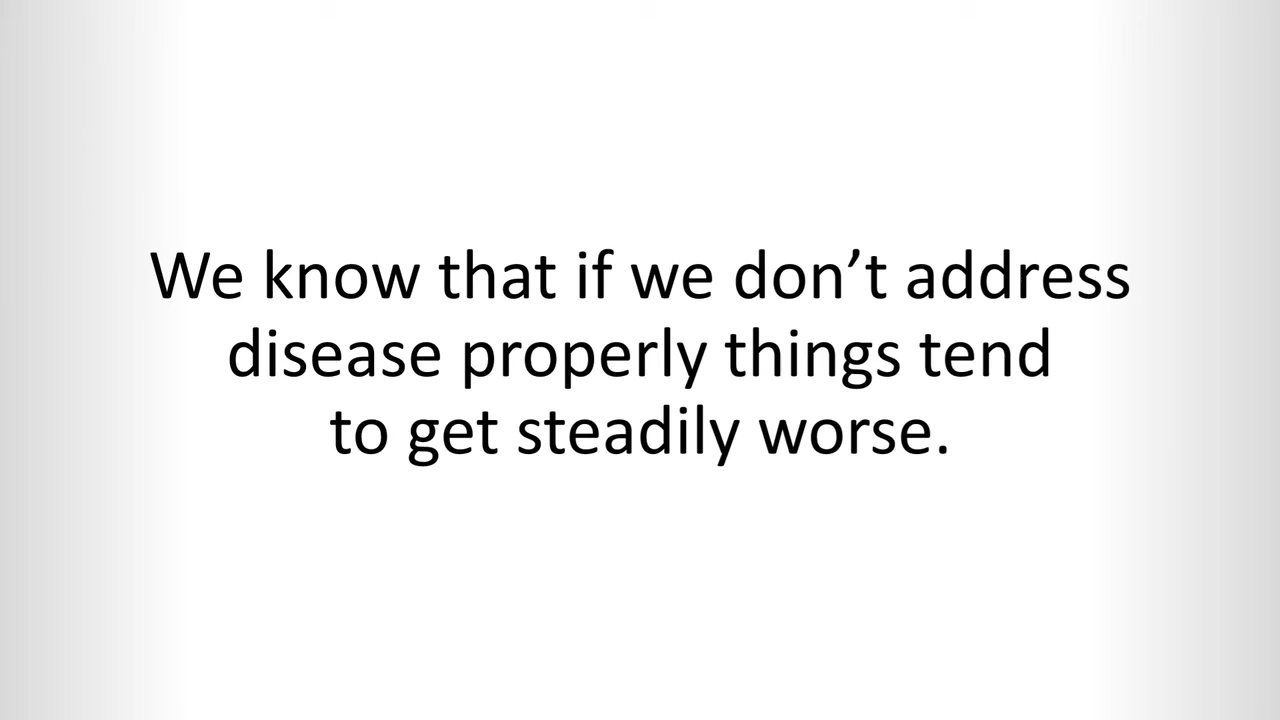 We know that if we don’t address
disease properly things tend
to get steadily worse.